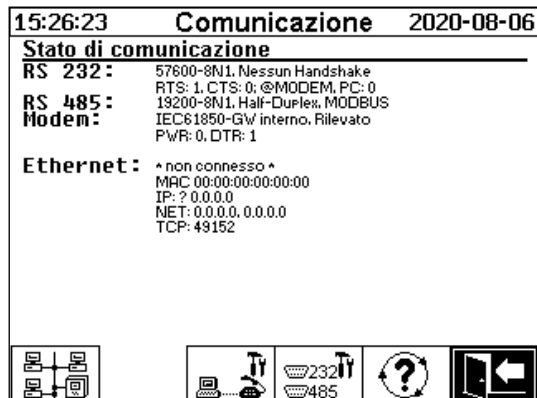 15:26:23 Comunicazione 2020-08-06
Stato di comunicazione
RS 232: 57600-8N1, Nessun Handshake
RTS: 1, CTS: 0; @MODEM, PC: 0
RS 485: 19200-8N1, Half-Duplex, MODBUS
Modem: IEC61850-GW interno, Rilevato
PWR: 0, DTR: 1
Ethernet: * non connesso *
MAC 00:00:00:00:00:00
IP: ? 0.0.0.0
NET: 0.0.0.0, 0.0.0.0
TCP: 49152
232
485
?